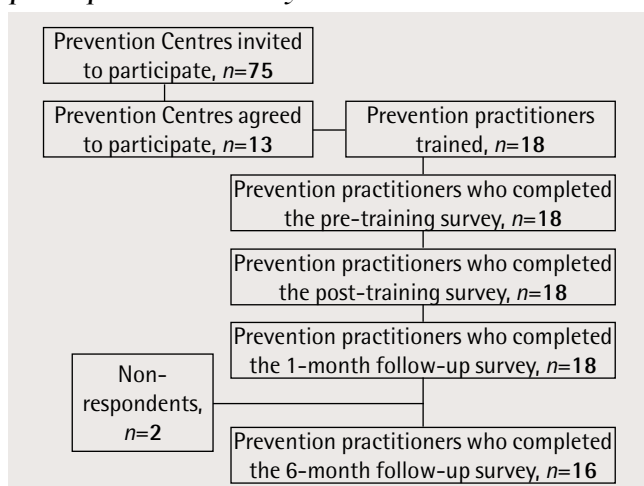 Prevention Centres invited
to participate, n=75
Prevention Centres agreed
to participate, n=13
Prevention practitioners
trained, n=18
Prevention practitioners who completed
the pre-training survey, n=18
Prevention practitioners who completed
the post-training survey, n=18
Prevention practitioners who completed
the 1-month follow-up survey, n=18
Non-
respondents,
n=2
Prevention practitioners who completed
the 6-month follow-up survey, n=16